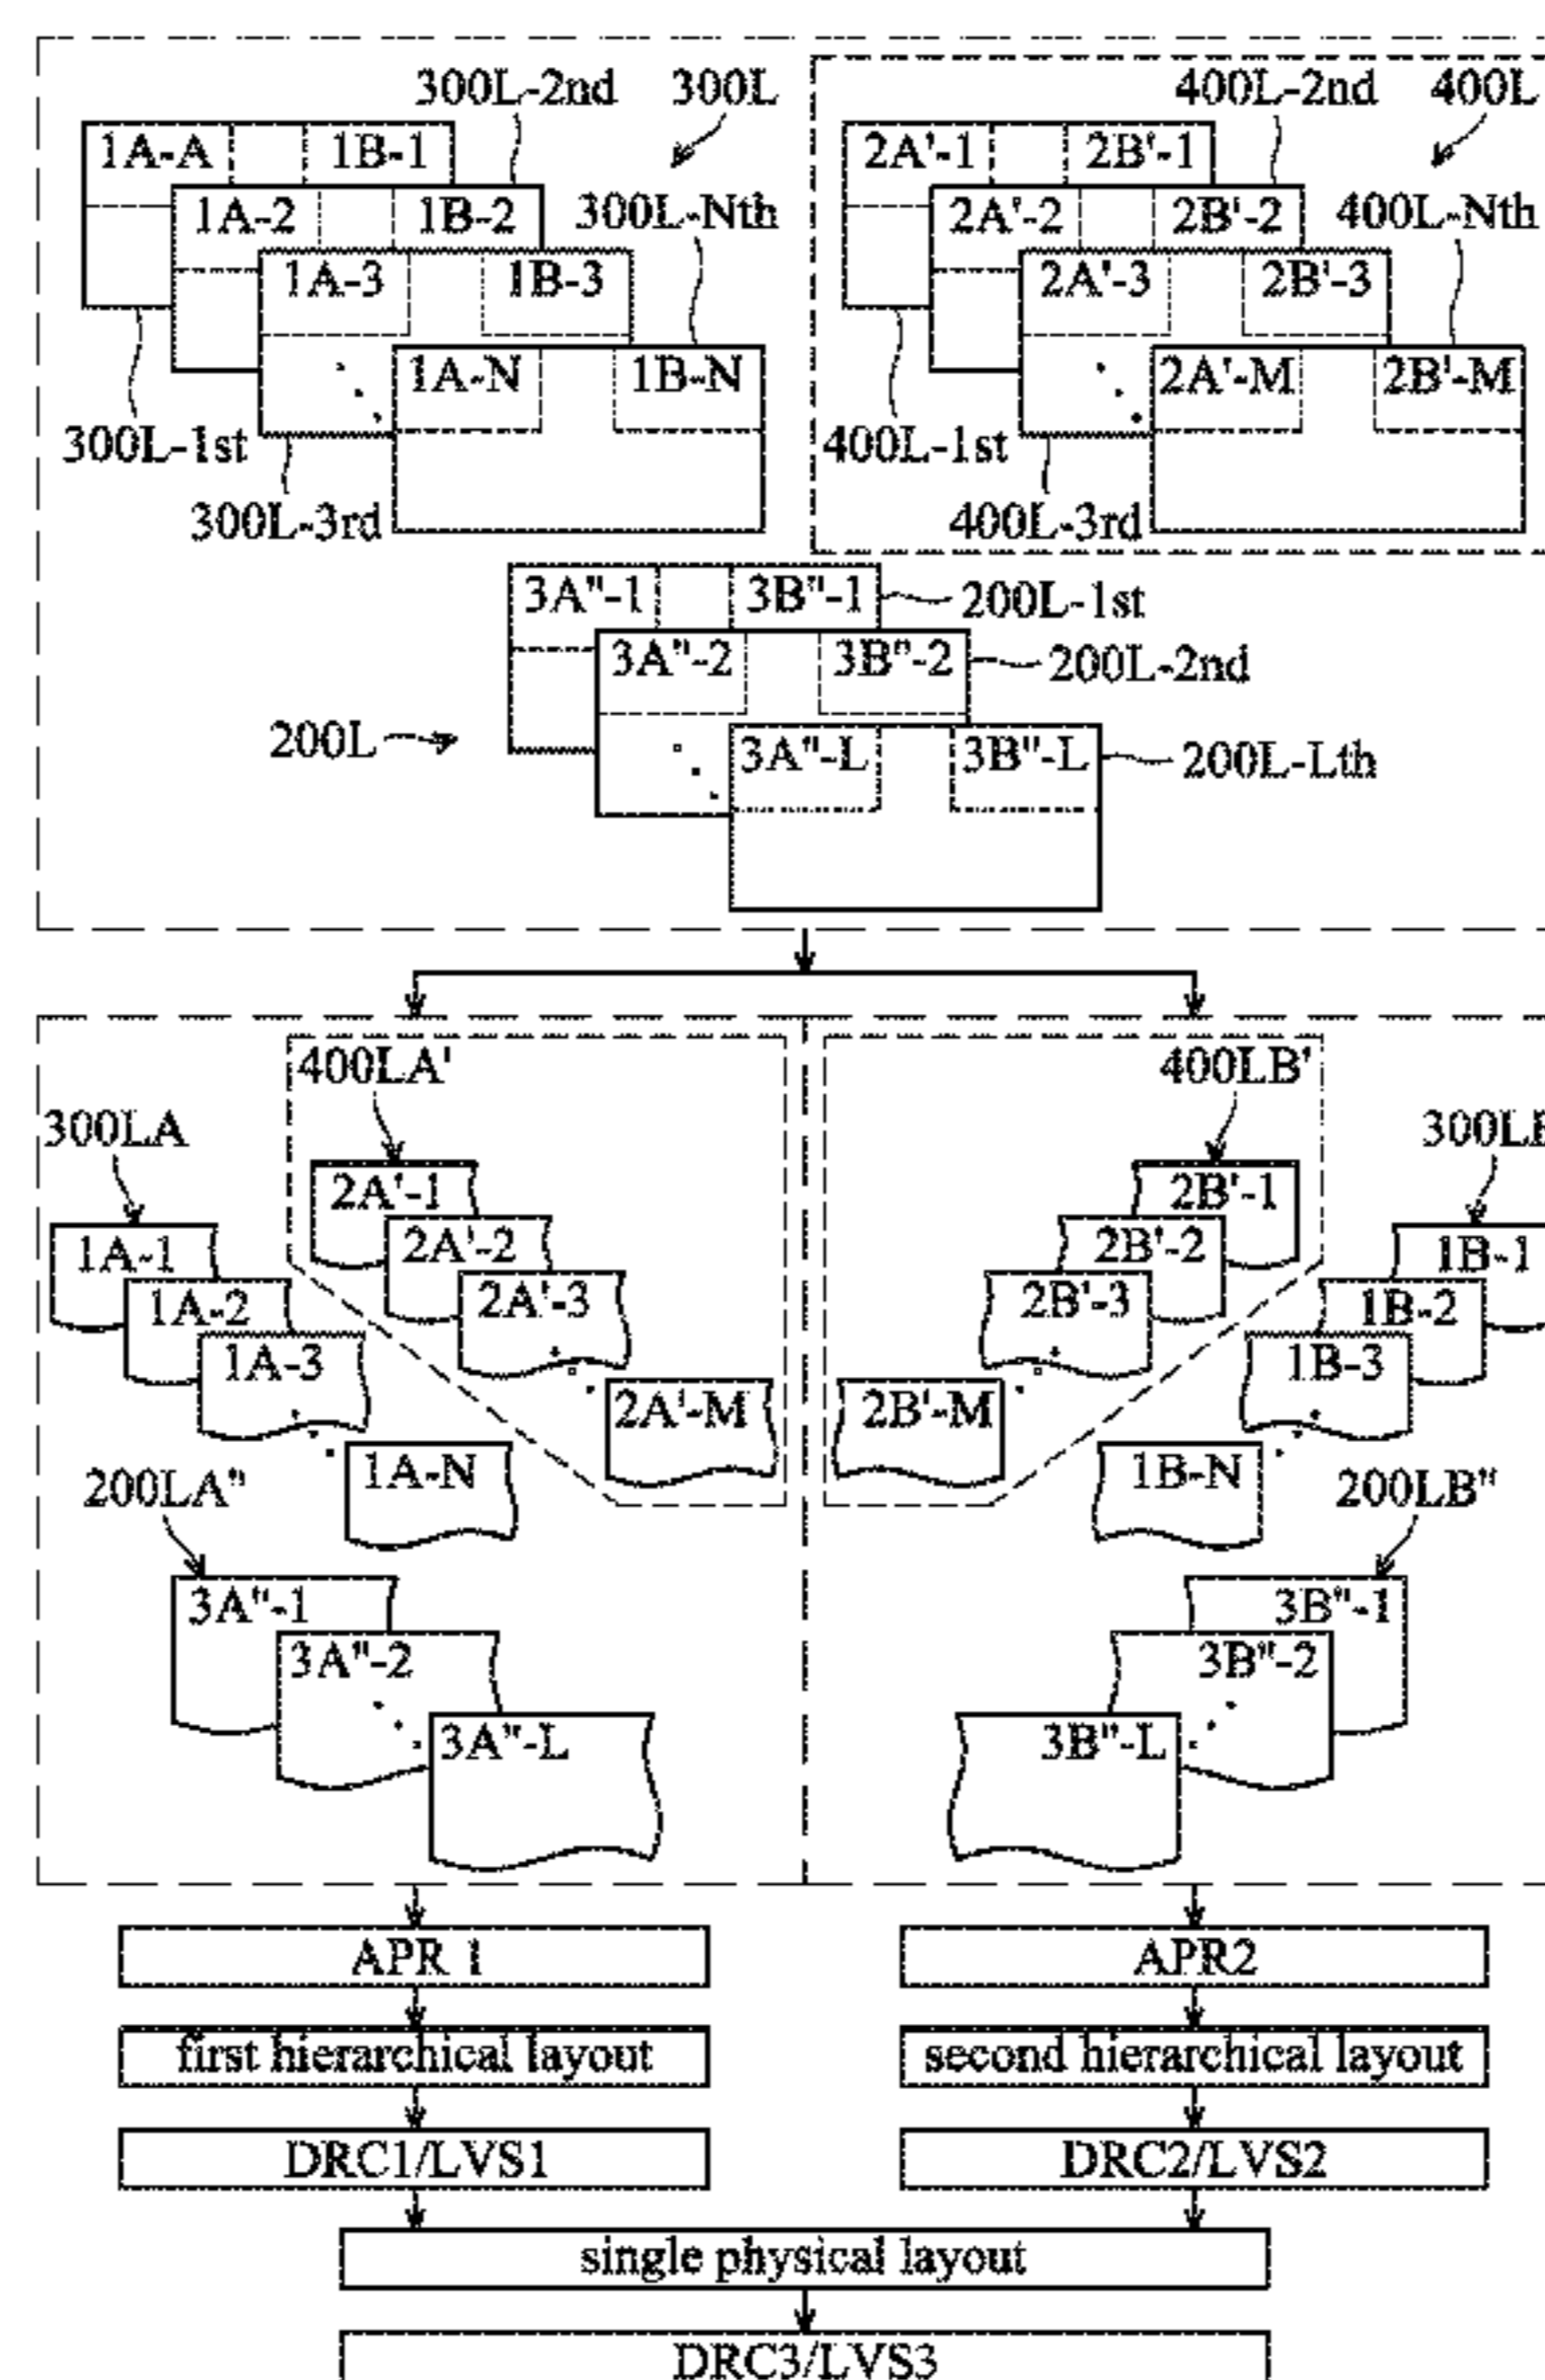 300L-2nd
300L
400L-2nd
400L
1A-A
1B-1
2A'-1
2B'-1
1A-2
1B-2
300L-Nth
2A'-2
2B'-2
400L-Nth
1A-3
1B-3
2A'-3
2B'-3
1A-N
1B-N
2A'-M
2B'-M
300L-1st
400L-1st
300L-3rd
400L-3rd
3A"-1
3B"-1
200L-1st
3A"-2
3B"-2
200L-2nd
200L
3A"-L
3B"-L
200L-Lth
400LA'
400LB'
300LA
2A'-1
2B'-1
1A-1
2A'-2
2B'-2
1B-1
1A-2
2A'-3
2B'-3
1B-2
1A-3
1B-3
2A'-M
2B'-M
1A-N
1B-N
200LA"
200LB"
3A"-1
3B"-1
3A"-2
3B"-2
3A"-L
3B"-L
APR 1
APR2
first hierarchical layout
second hierarchical layout
DRC1/LVS1
DRC2/LVS2
single physical layout
DRC3/LVS3